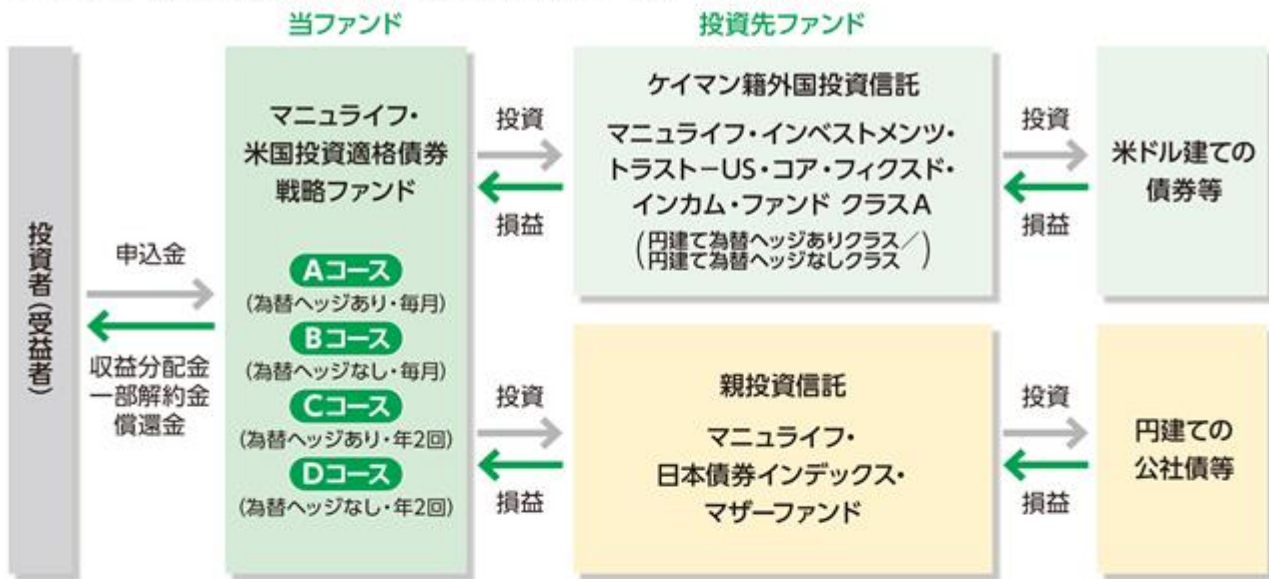 当ファンド
投資先ファンド
投資者(受益者)
申込金
収益分配金
一部解約金
償還金
マニュライフ・
米国投資適格債券
戦略ファンド
Aコース
(為替ヘッジあり・毎月)
Bコース
(為替ヘッジなし・毎月)
Cコース
(為替ヘッジあり・年2回)
Dコース
(為替ヘッジなし・年2回)
投資
損益
ケイマン籍外国投資信託
マニュライフ・インベストメンツ・
トラスト－US・コア・フィクスド・
インカム・ファンド クラスA
(円建て為替ヘッジありクラス／
円建て為替ヘッジなしクラス)
投資
損益
米ドル建ての
債券等
投資
損益
親投資信託
マニュライフ・
日本債券インデックス・
マザーファンド
投資
損益
円建ての
公社債等